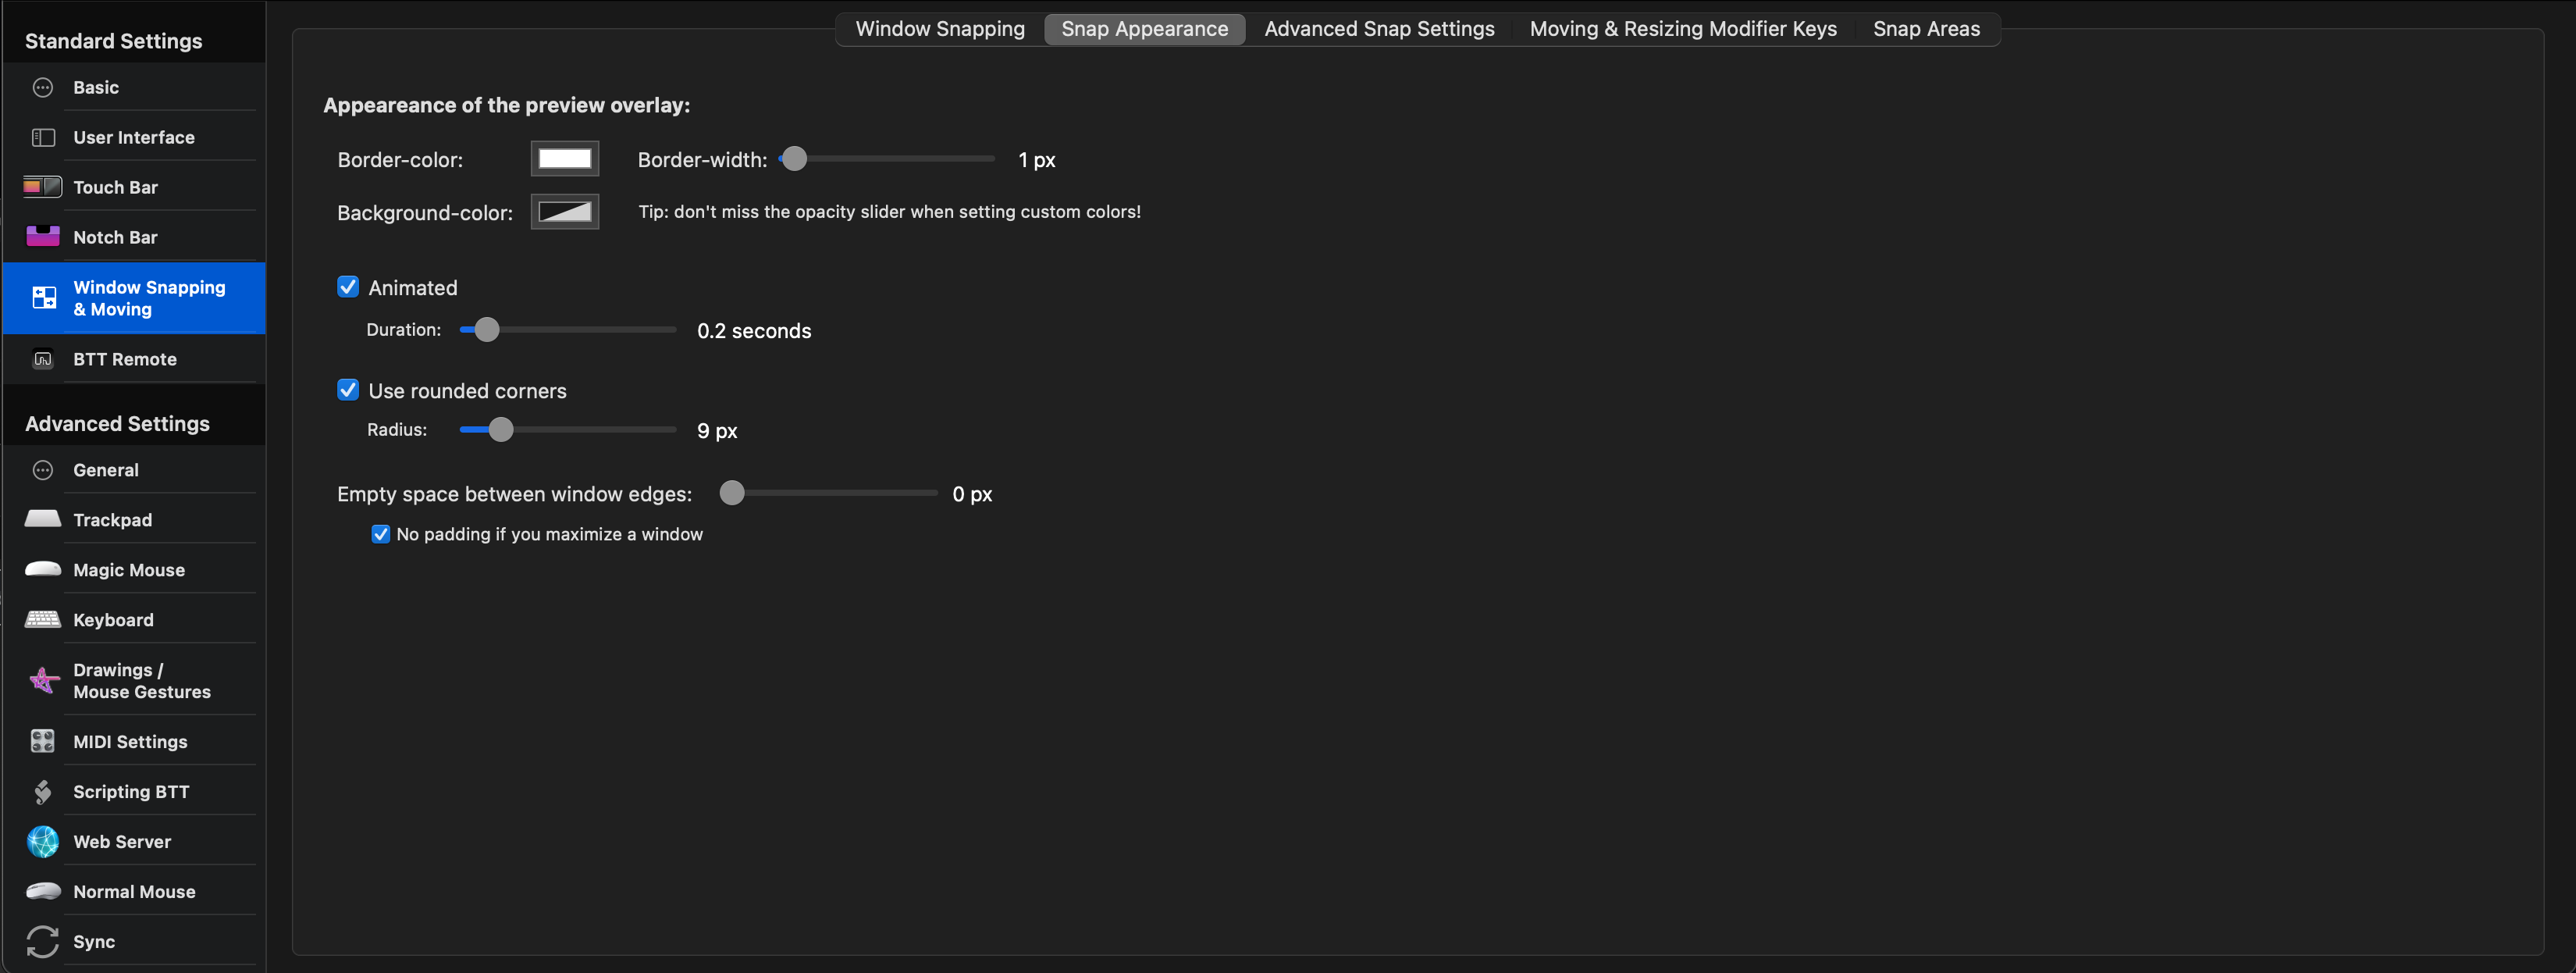 Standard Settings
Basic
User Interface
Touch Bar
Notch Bar
Window Snapping
& Moving
BTT Remote
Advanced Settings
General
Trackpad
Magic Mouse
Keyboard
Drawings /
Mouse Gestures
MIDI Settings
Scripting BTT
Web Server
Normal Mouse
Sync
Window Snapping
Snap Appearance
Advanced Snap Settings
Moving & Resizing Modifier Keys
Snap Areas
Appeareance of the preview overlay:
Border-color:
Border-width:
1 px
Background-color:
Tip: don't miss the opacity slider when setting custom colors!
Animated
Duration:
0.2 seconds
Use rounded corners
Radius:
9 px
Empty space between window edges:
0 px
No padding if you maximize a window